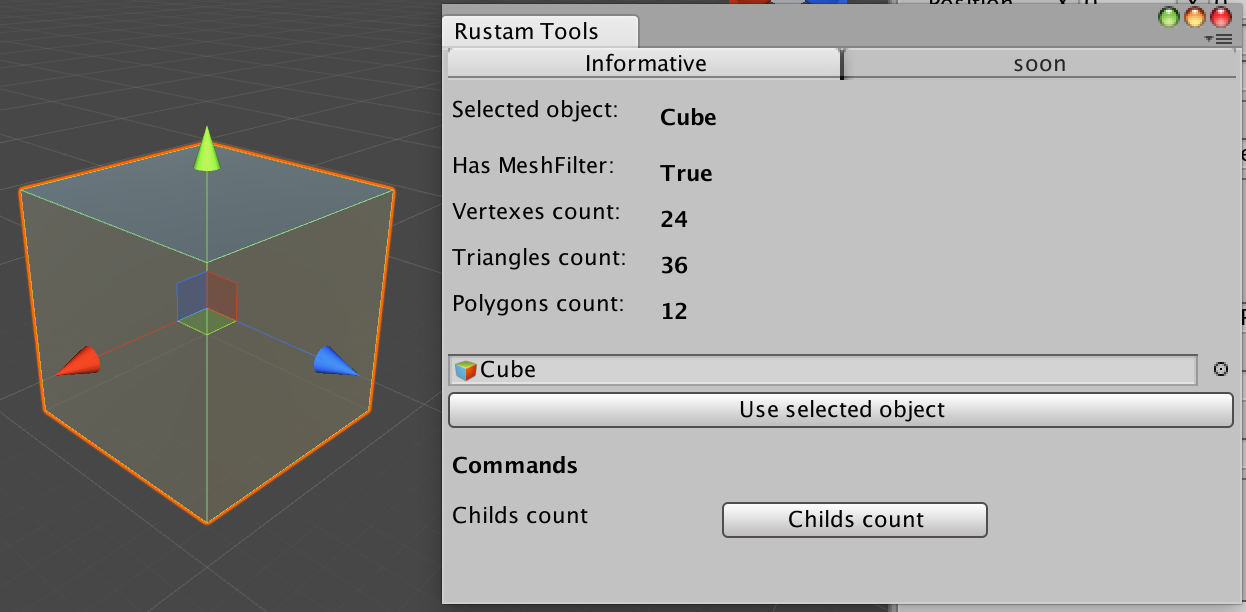 Rustam Tools
Informative
soon
Selected object: Cube
Has MeshFilter: True
Vertexes count: 24
Triangles count: 36
Polygons count: 12
Cube
Use selected object
Commands
Childs count
Childs count